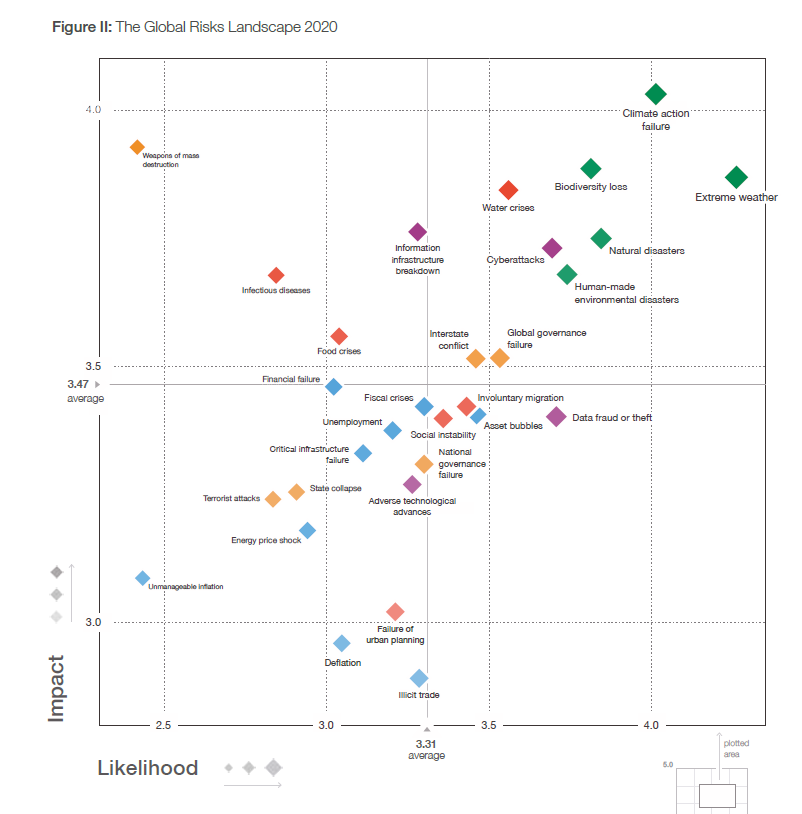 Figure II: The Global Risks Landscape 2020
4.0
Climate action
failure
Weapons of mass
destruction
Biodiversity loss
Extreme weather
Water crises
Information
infrastructure
breakdown
Cyberattacks
Natural disasters
Infectious diseases
Human-made
environmental disasters
Interstate
conflict
Global governance
failure
Food crises
3.5
3.47
average
Financial failure
Fiscal crises
Involuntary migration
Unemployment
Social instability
Asset bubbles
Data fraud or theft
Critical infrastructure
failure
National
governance
failure
Terrorist attacks
State collapse
Adverse technological
advances
Energy price shock
Unmanageable inflation
3.0
Failure of
urban planning
Deflation
Illicit trade
Impact
2.5
3.0
3.5
4.0
3.31
average
Likelihood
plotted
area
5.0